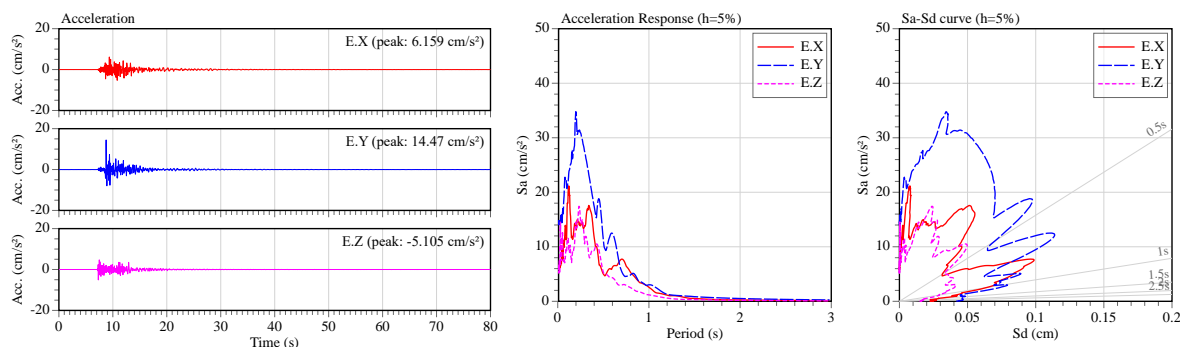 Acceleration
Acc. (cm/s²)
20
0
-20
E.X (peak: 6.159 cm/s²)
Acc. (cm/s²)
20
0
-20
E.Y (peak: 14.47 cm/s²)
Acc. (cm/s²)
20
0
-20
E.Z (peak: -5.105 cm/s²)
0 10 20 30 40 50 60 70 80
Time (s)
Acceleration Response (h=5%)
Sa (cm/s²)
50
40
30
20
10
0
E.X
E.Y
E.Z
0 1 2 3
Period (s)
Sa-Sd curve (h=5%)
Sa (cm/s²)
50
40
30
20
10
0
E.X
E.Y
E.Z
0.5s
1s
1.5s
2.5s
0 0.05 0.1 0.15 0.2
Sd (cm)